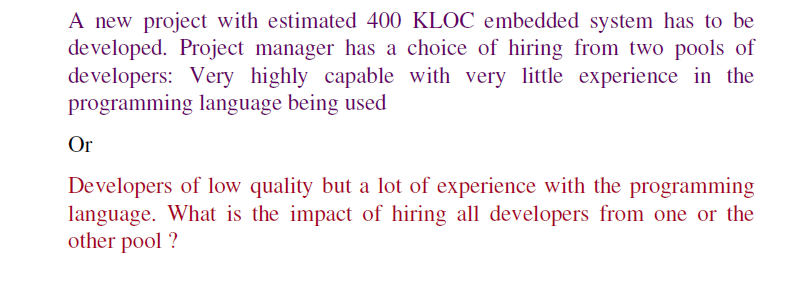 A new project with estimated 400 KLOC embedded system has to be
developed. Project manager has a choice of hiring from two pools of
developers: Very highly capable with very little experience in the
programming language being used
Or
Developers of low quality but a lot of experience with the programming
language. What is the impact of hiring all developers from one or the
other pool ?